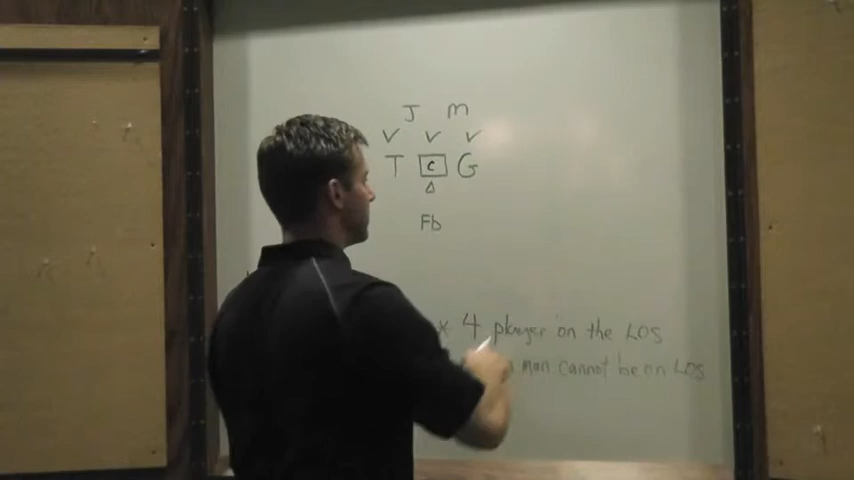 J M
V V V
T C G
Δ
Fb
x 4 player on the LOS
man cannot be on LOS